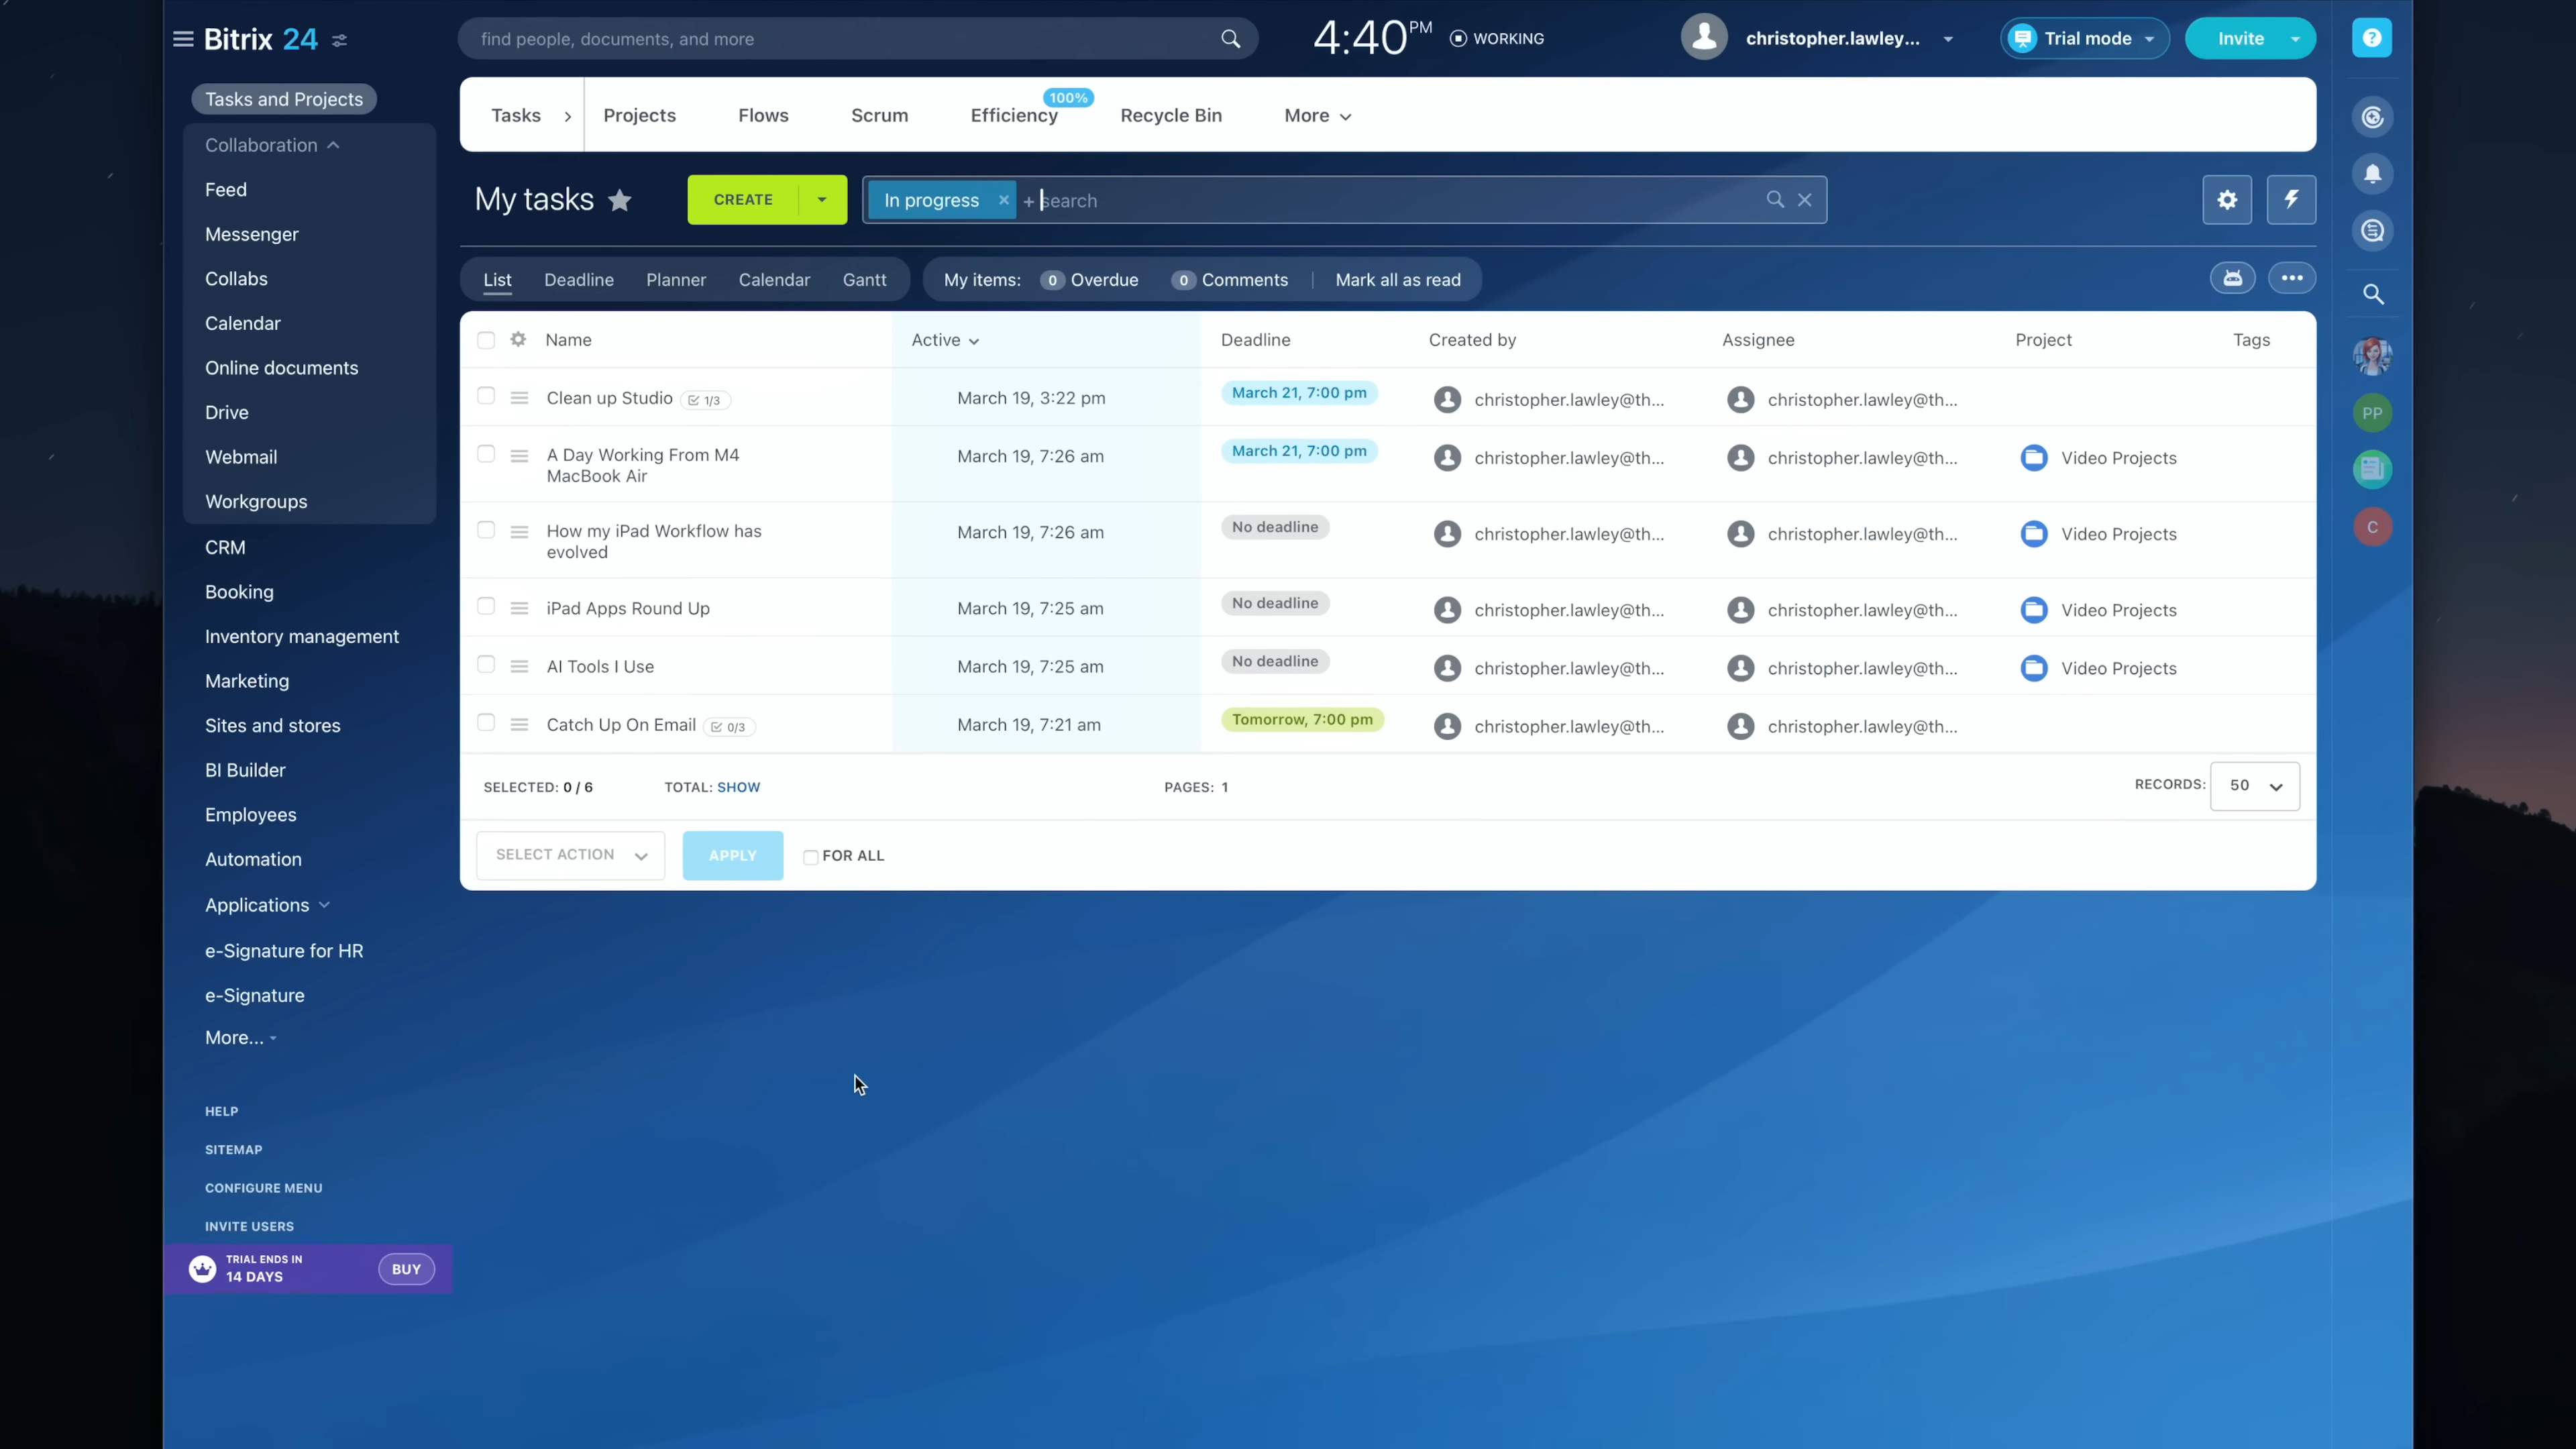 Bitrix 24
find people, documents, and more
4:40 PM
WORKING
christopher.lawley...
Trial mode
Invite
Tasks and Projects
Collaboration
Feed
Messenger
Collabs
Calendar
Online documents
Drive
Webmail
Workgroups
CRM
Booking
Inventory management
Marketing
Sites and stores
BI Builder
Employees
Automation
Applications
e-Signature for HR
e-Signature
More...
HELP
SITEMAP
CONFIGURE MENU
INVITE USERS
TRIAL ENDS IN
14 DAYS
BUY
Tasks
Projects
Flows
Scrum
Efficiency
100%
Recycle Bin
More
My tasks
CREATE
In progress
+ search
List
Deadline
Planner
Calendar
Gantt
My items:
0 Overdue
0 Comments
Mark all as read
Name
Active
Deadline
Created by
Assignee
Project
Tags
Clean up Studio 1/3
March 19, 3:22 pm
March 21, 7:00 pm
christopher.lawley@th...
christopher.lawley@th...
A Day Working From M4
MacBook Air
March 19, 7:26 am
March 21, 7:00 pm
christopher.lawley@th...
christopher.lawley@th...
Video Projects
How my iPad Workflow has
evolved
March 19, 7:26 am
No deadline
christopher.lawley@th...
christopher.lawley@th...
Video Projects
iPad Apps Round Up
March 19, 7:25 am
No deadline
christopher.lawley@th...
christopher.lawley@th...
Video Projects
AI Tools I Use
March 19, 7:25 am
No deadline
christopher.lawley@th...
christopher.lawley@th...
Video Projects
Catch Up On Email 0/3
March 19, 7:21 am
Tomorrow, 7:00 pm
christopher.lawley@th...
christopher.lawley@th...
SELECTED: 0 / 6
TOTAL: SHOW
PAGES: 1
RECORDS:
50
SELECT ACTION
APPLY
FOR ALL
?
PP
C